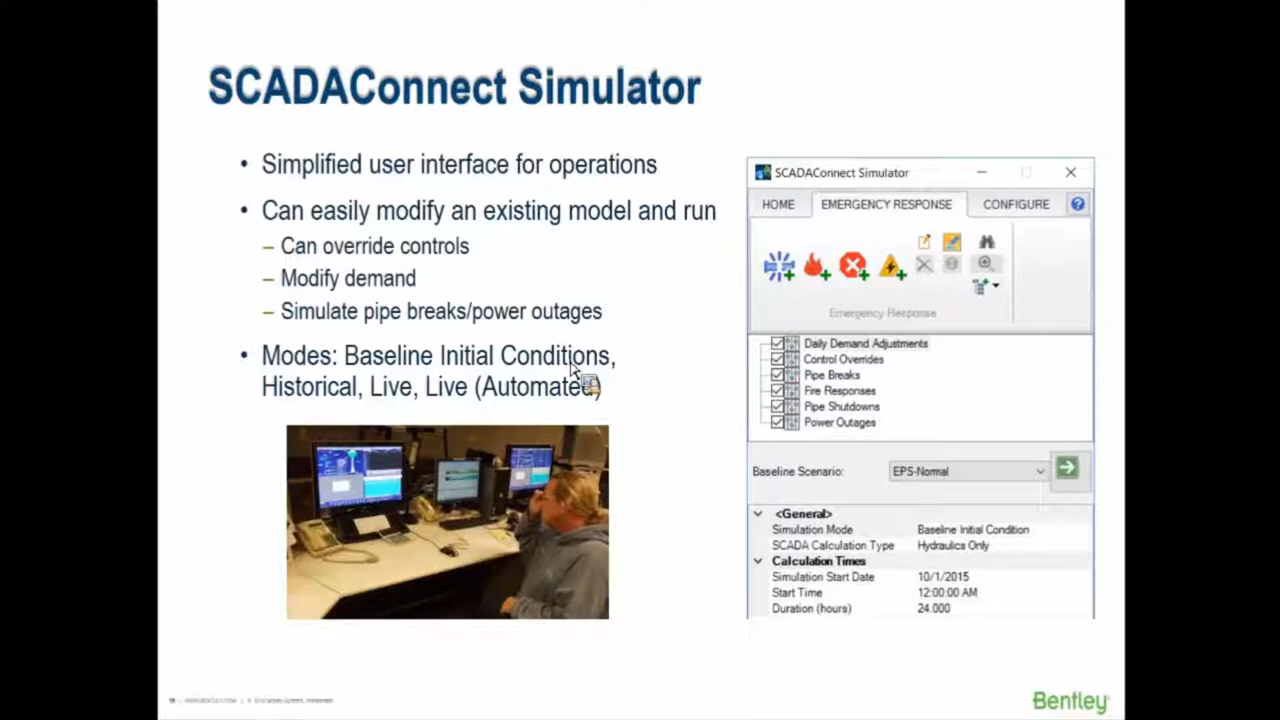 SCADAConnect Simulator
• Simplified user interface for operations
• Can easily modify an existing model and run
– Can override controls
– Modify demand
– Simulate pipe breaks/power outages
• Modes: Baseline Initial Conditions,
Historical, Live, Live (Automated)
SCADAConnect Simulator
HOME EMERGENCY RESPONSE CONFIGURE
Emergency Response
Daily Demand Adjustments
Control Overrides
Pipe Breaks
Fire Responses
Pipe Shutdowns
Power Outages
Baseline Scenario: EPS-Normal
<General>
Simulation Mode Baseline Initial Condition
SCADA Calculation Type Hydraulics Only
Calculation Times
Simulation Start Date 10/1/2015
Start Time 12:00:00 AM
Duration (hours) 24.000
Bentley